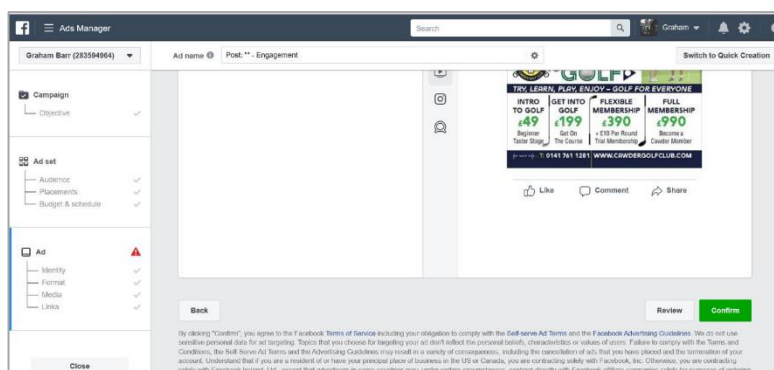 Ads Manager
Search
Graham
Graham Barr (283594964)
Ad name
Post: "" - Engagement
Switch to Quick Creation
Campaign
Objective
Ad set
Audience
Placements
Budget & schedule
Ad
Identity
Format
Media
Links
Close
GOLF
TRY, LEARN, PLAY, ENJOY – GOLF FOR EVERYONE
INTRO TO GOLF
£49
Beginner
Taster Stage
GET INTO GOLF
£199
Get On
The Course
FLEXIBLE MEMBERSHIP
£390
+ £10 Per Round
Trial Membership
FULL MEMBERSHIP
£990
Become a
Cawder Member
T: 0141 761 1281 WWW.CAWDERGOLFCLUB.COM
Like
Comment
Share
Back
Review
Confirm
By clicking "Confirm", you agree to the Facebook Terms of Service including your obligation to comply with the Self-serve Ad Terms and the Facebook Advertising Guidelines. We do not use
sensitive personal data for ad targeting. Topics that you choose for targeting your ad don't reflect the personal beliefs, characteristics or values of users. Failure to comply with the Terms and
Conditions, the Self-Serve Ad Terms and the Advertising Guidelines may result in a variety of consequences, including the cancellation of ads that you have placed and the termination of your
account. Understand that if you are a resident of or have your principal place of business in the US or Canada, you are contracting solely with Facebook, Inc. Otherwise, you are contracting